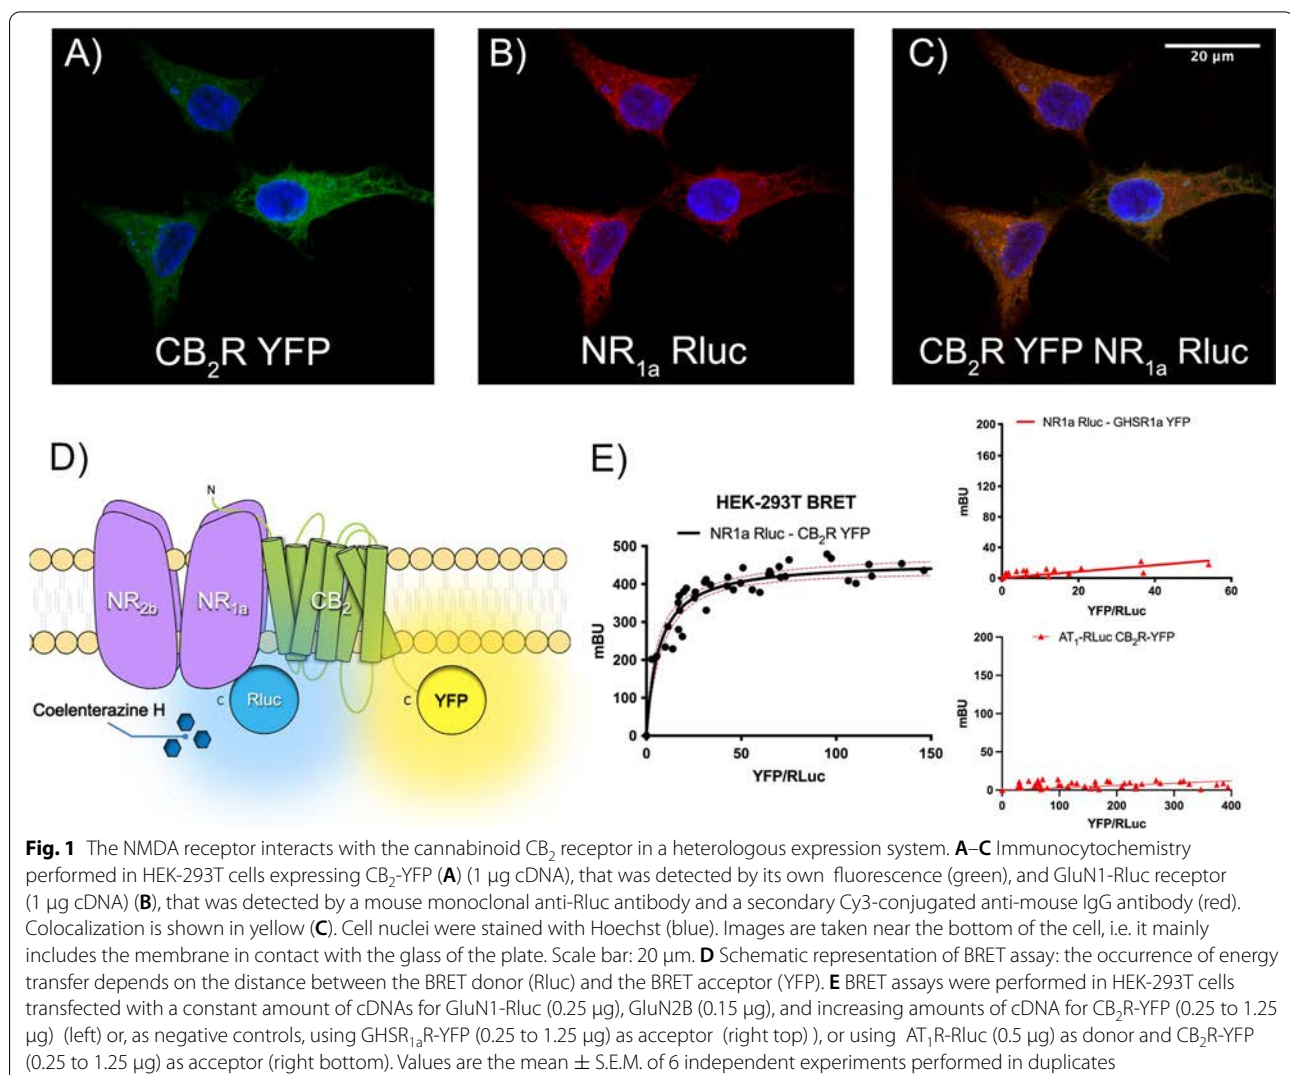 A)
B)
C)
20 μm
CB₂R YFP
NR₁ₐ Rluc
CB₂R YFP NR₁ₐ Rluc
D)
N
NR₂b
NR₁ₐ
CB₂
C
Rluc
C
YFP
Coelenterazine H
E)
HEK-293T BRET
NR1a Rluc - CB₂R YFP
mBU
500
400
300
200
100
0
0
50
100
150
YFP/RLuc
NR1a Rluc - GHSR1a YFP
mBU
200
160
120
80
40
0
0
20
40
60
YFP/RLuc
AT₁-RLuc CB₂R-YFP
mBU
200
150
100
50
0
0
100
200
300
400
YFP/RLuc
Fig. 1 The NMDA receptor interacts with the cannabinoid CB₂ receptor in a heterologous expression system. A–C Immunocytochemistry
performed in HEK-293T cells expressing CB₂-YFP (A) (1 μg cDNA), that was detected by its own fluorescence (green), and GluN1-Rluc receptor
(1 μg cDNA) (B), that was detected by a mouse monoclonal anti-Rluc antibody and a secondary Cy3-conjugated anti-mouse IgG antibody (red).
Colocalization is shown in yellow (C). Cell nuclei were stained with Hoechst (blue). Images are taken near the bottom of the cell, i.e. it mainly
includes the membrane in contact with the glass of the plate. Scale bar: 20 μm. D Schematic representation of BRET assay: the occurrence of energy
transfer depends on the distance between the BRET donor (Rluc) and the BRET acceptor (YFP). E BRET assays were performed in HEK-293T cells
transfected with a constant amount of cDNAs for GluN1-Rluc (0.25 μg), GluN2B (0.15 μg), and increasing amounts of cDNA for CB₂R-YFP (0.25 to 1.25
μg) (left) or, as negative controls, using GHSR₁ₐR-YFP (0.25 to 1.25 μg) as acceptor (right top) ), or using AT₁R-Rluc (0.5 μg) as donor and CB₂R-YFP
(0.25 to 1.25 μg) as acceptor (right bottom). Values are the mean ± S.E.M. of 6 independent experiments performed in duplicates